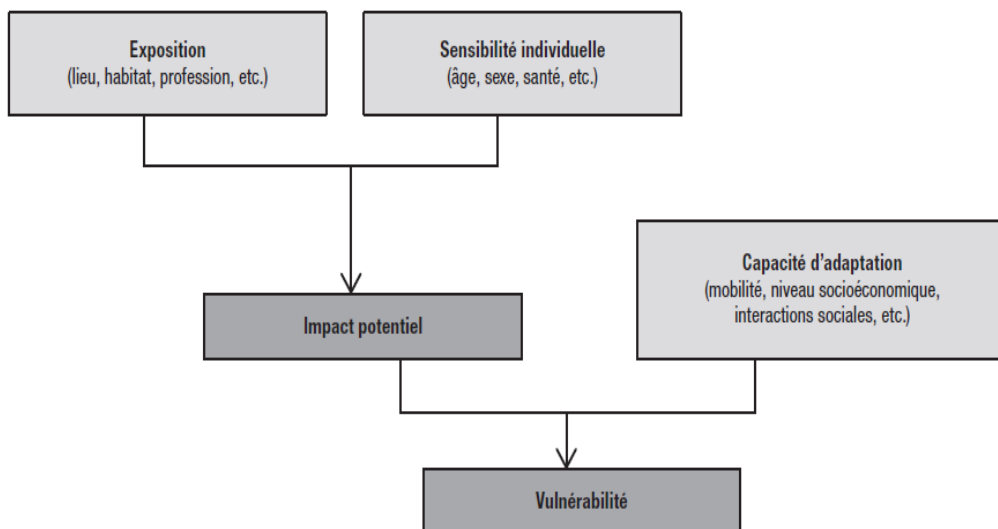 Exposition
(lieu, habitat, profession, etc.)
Sensibilité individuelle
(âge, sexe, santé, etc.)
Capacité d'adaptation
(mobilité, niveau socioéconomique,
interactions sociales, etc.)
Impact potentiel
Vulnérabilité